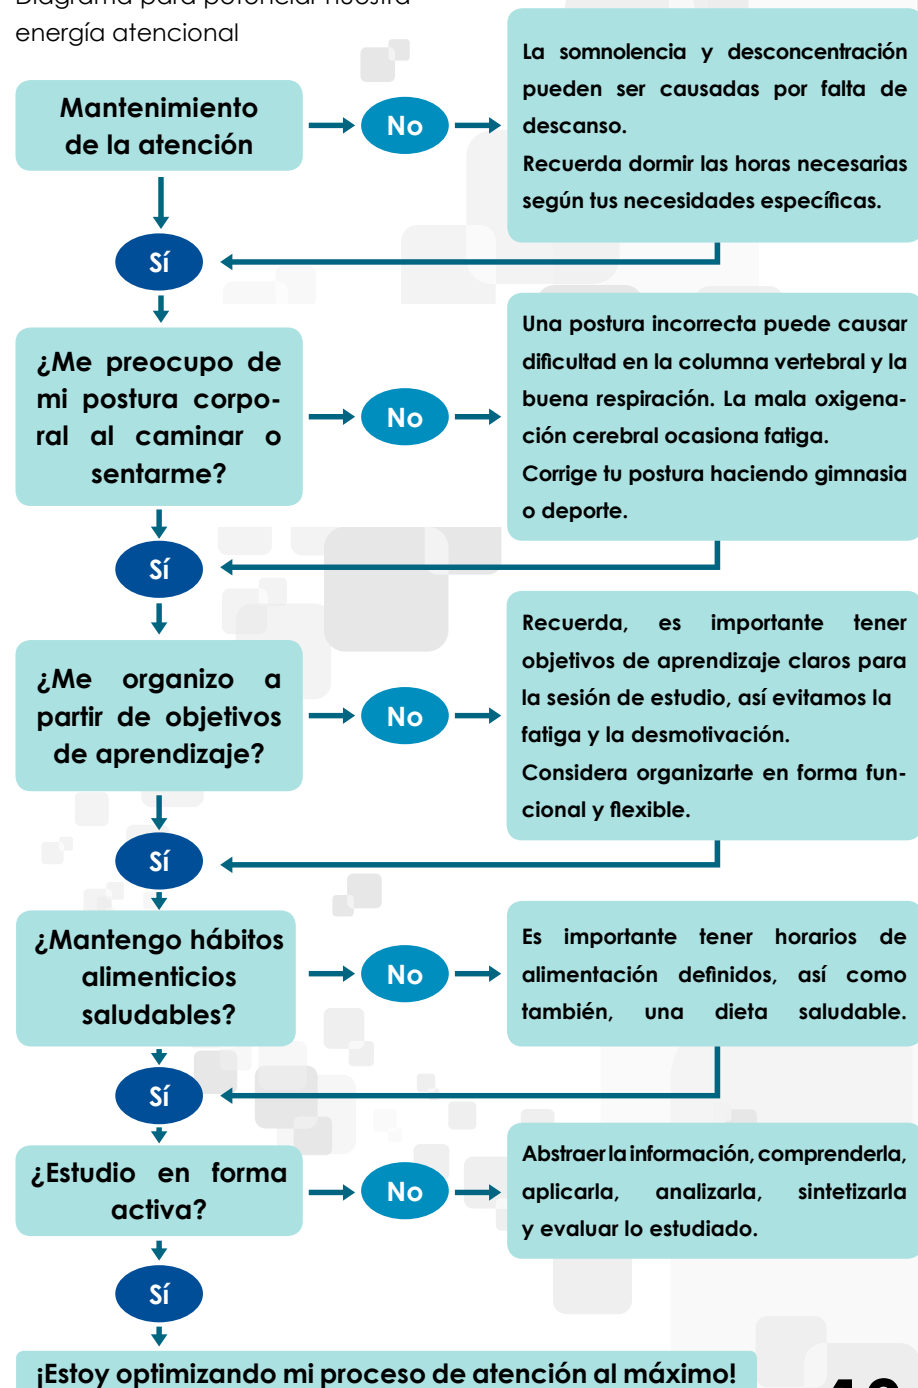 Diagrama para potenciar nuestra
energía atencional
Mantenimiento
de la atención
No
La somnolencia y desconcentración
pueden ser causadas por falta de
descanso.
Recuerda dormir las horas necesarias
según tus necesidades específicas.
Sí
¿Me preocupo de
mi postura corpo-
ral al caminar o
sentarme?
No
Una postura incorrecta puede causar
dificultad en la columna vertebral y la
buena respiración. La mala oxigena-
ción cerebral ocasiona fatiga.
Corrige tu postura haciendo gimnasia
o deporte.
Sí
¿Me organizo a
partir de objetivos
de aprendizaje?
No
Recuerda, es importante tener
objetivos de aprendizaje claros para
la sesión de estudio, así evitamos la
fatiga y la desmotivación.
Considera organizarte en forma fun-
cional y flexible.
Sí
¿Mantengo hábitos
alimenticios
saludables?
No
Es importante tener horarios de
alimentación definidos, así como
también, una dieta saludable.
Sí
¿Estudio en forma
activa?
No
Abstraer la información, comprenderla,
aplicarla, analizarla, sintetizarla
y evaluar lo estudiado.
Sí
¡Estoy optimizando mi proceso de atención al máximo!